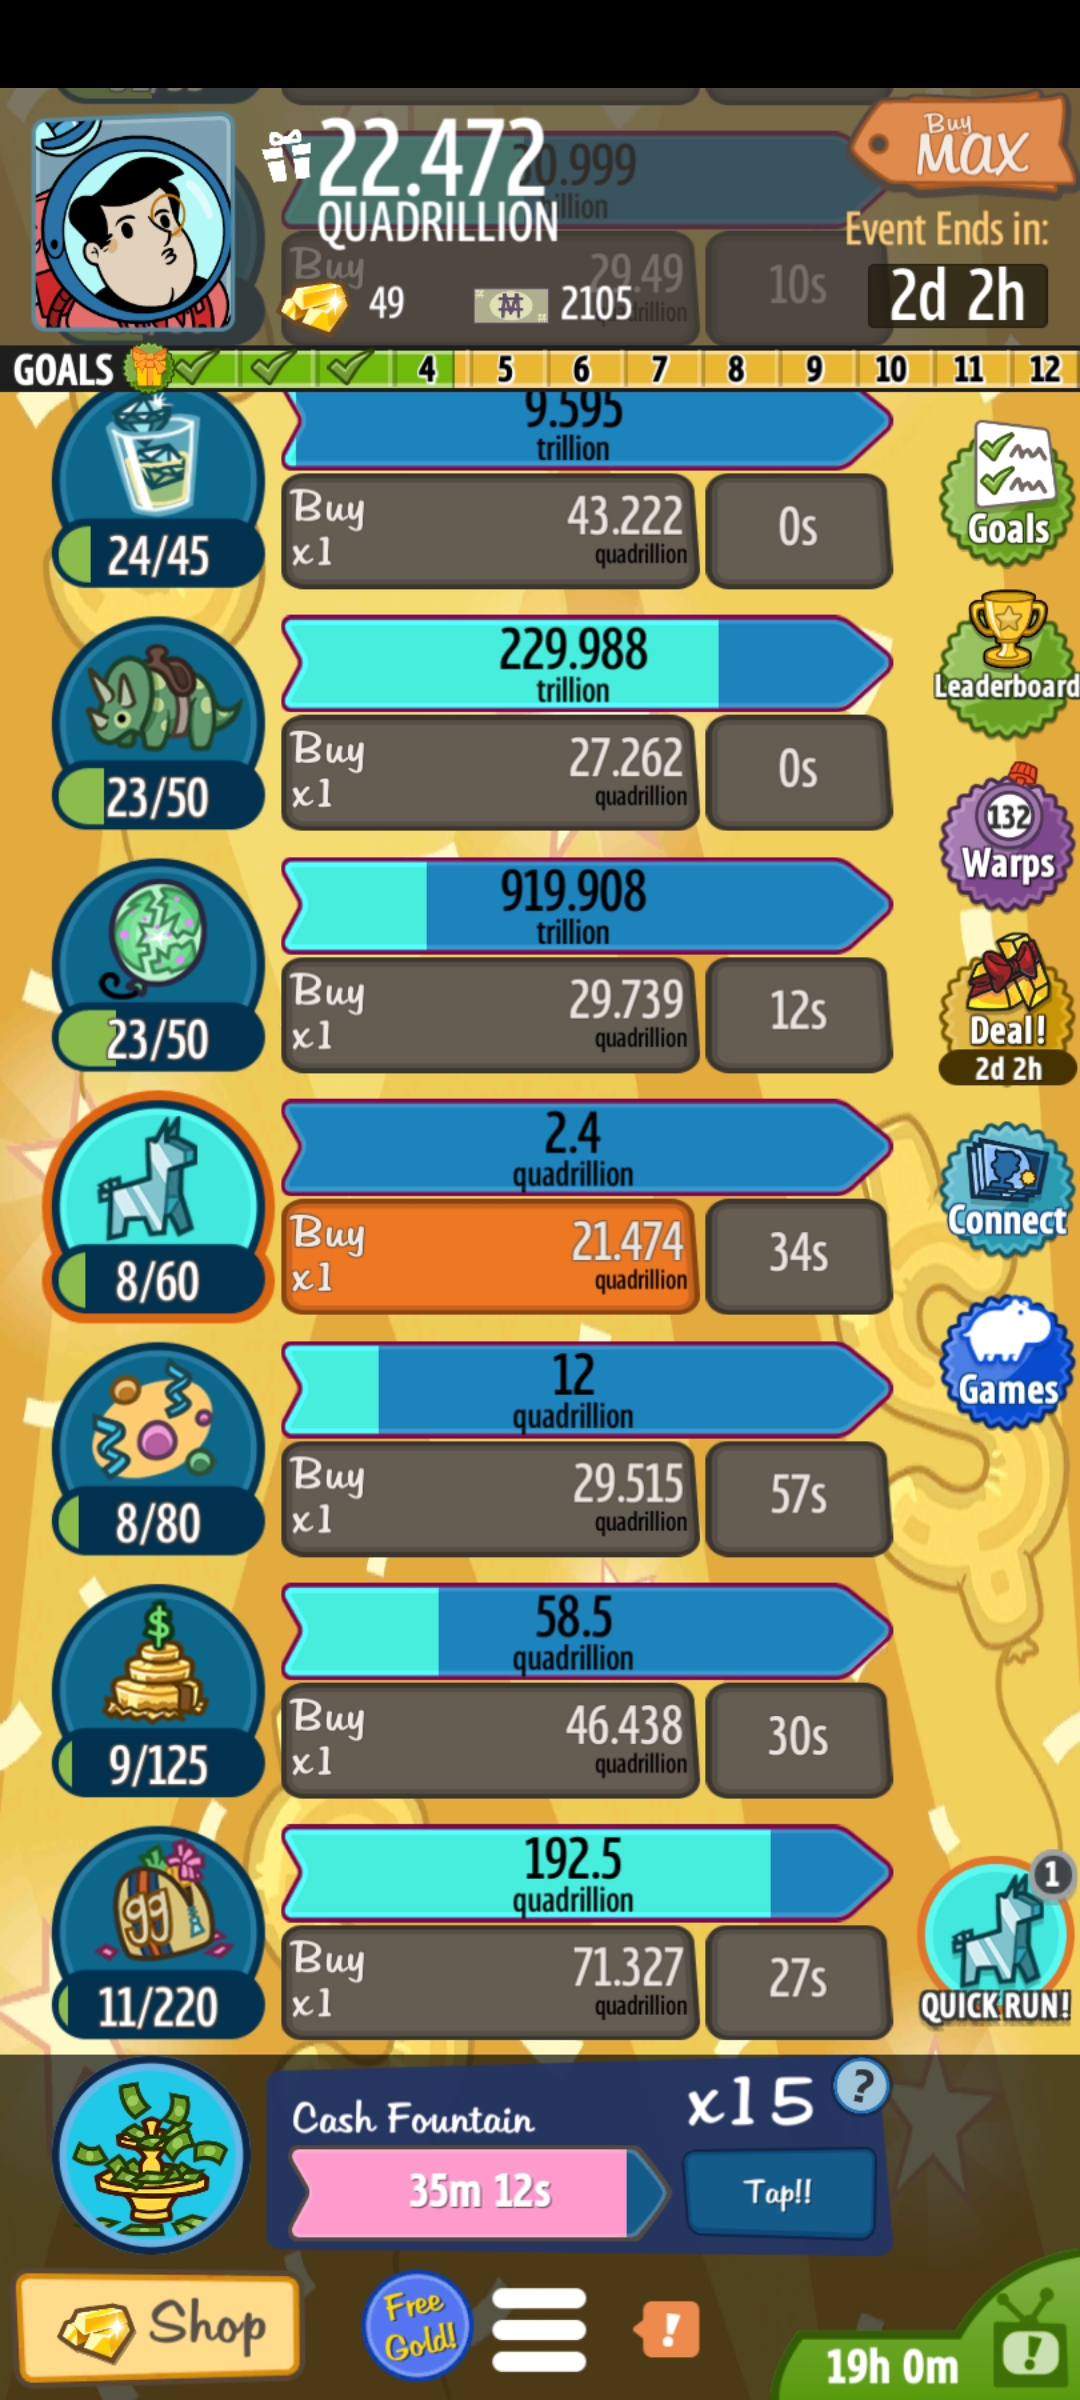 22.472
QUADRILLION
Buy
MAX
Event Ends in:
2d 2h
49
2105
Buy
29.49
10s
GOALS
4 5 6 7 8 9 10 11 12
9.595
trillion
Buy
x1
43.222
quadrillion
0s
24/45
Goals
229.988
trillion
Buy
x1
27.262
quadrillion
0s
23/50
Leaderboard
919.908
trillion
Buy
x1
29.739
quadrillion
12s
23/50
132
Warps
Deal!
2d 2h
2.4
quadrillion
Buy
x1
21.474
quadrillion
34s
8/60
Connect
12
quadrillion
Buy
x1
29.515
quadrillion
57s
8/80
Games
$
58.5
quadrillion
Buy
x1
46.438
quadrillion
30s
9/125
gg
192.5
quadrillion
Buy
x1
71.327
quadrillion
27s
11/220
1
QUICK RUN!
Cash Fountain
x15
?
35m 12s
Tap!!
Shop
Free
Gold!
!
19h 0m
!